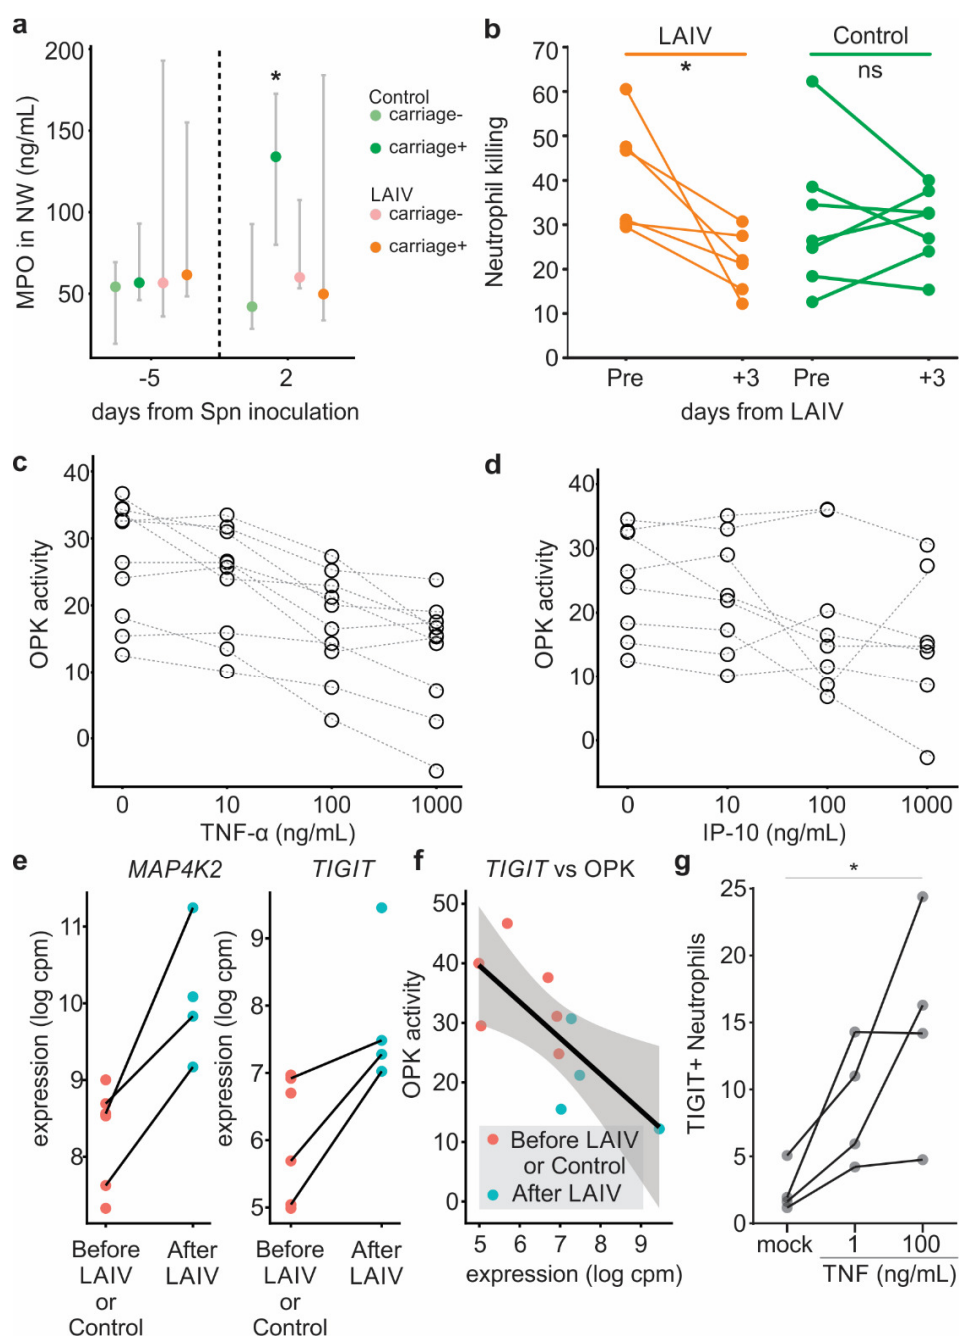 a
MPO in NW (ng/mL)
200
150
100
50
*
-5
2
days from Spn inoculation
Control
carriage-
carriage+
LAIV
carriage-
carriage+
b
Neutrophil killing
70
60
50
40
30
20
10
0
LAIV
*
Control
ns
Pre
+3
Pre
+3
days from LAIV
c
OPK activity
40
30
20
10
0
0
10
100
1000
TNF-α (ng/mL)
d
OPK activity
40
30
20
10
0
0
10
100
1000
IP-10 (ng/mL)
e
MAP4K2
expression (log cpm)
11
10
9
8
Before
LAIV
or
Control
After
LAIV
TIGIT
expression (log cpm)
9
8
7
6
5
Before
LAIV
or
Control
After
LAIV
f
TIGIT vs OPK
OPK activity
50
40
30
20
10
0
Before LAIV
or Control
After LAIV
5
6
7
8
9
expression (log cpm)
g
*
TIGIT+ Neutrophils
25
20
15
10
5
0
mock
1
100
TNF (ng/mL)